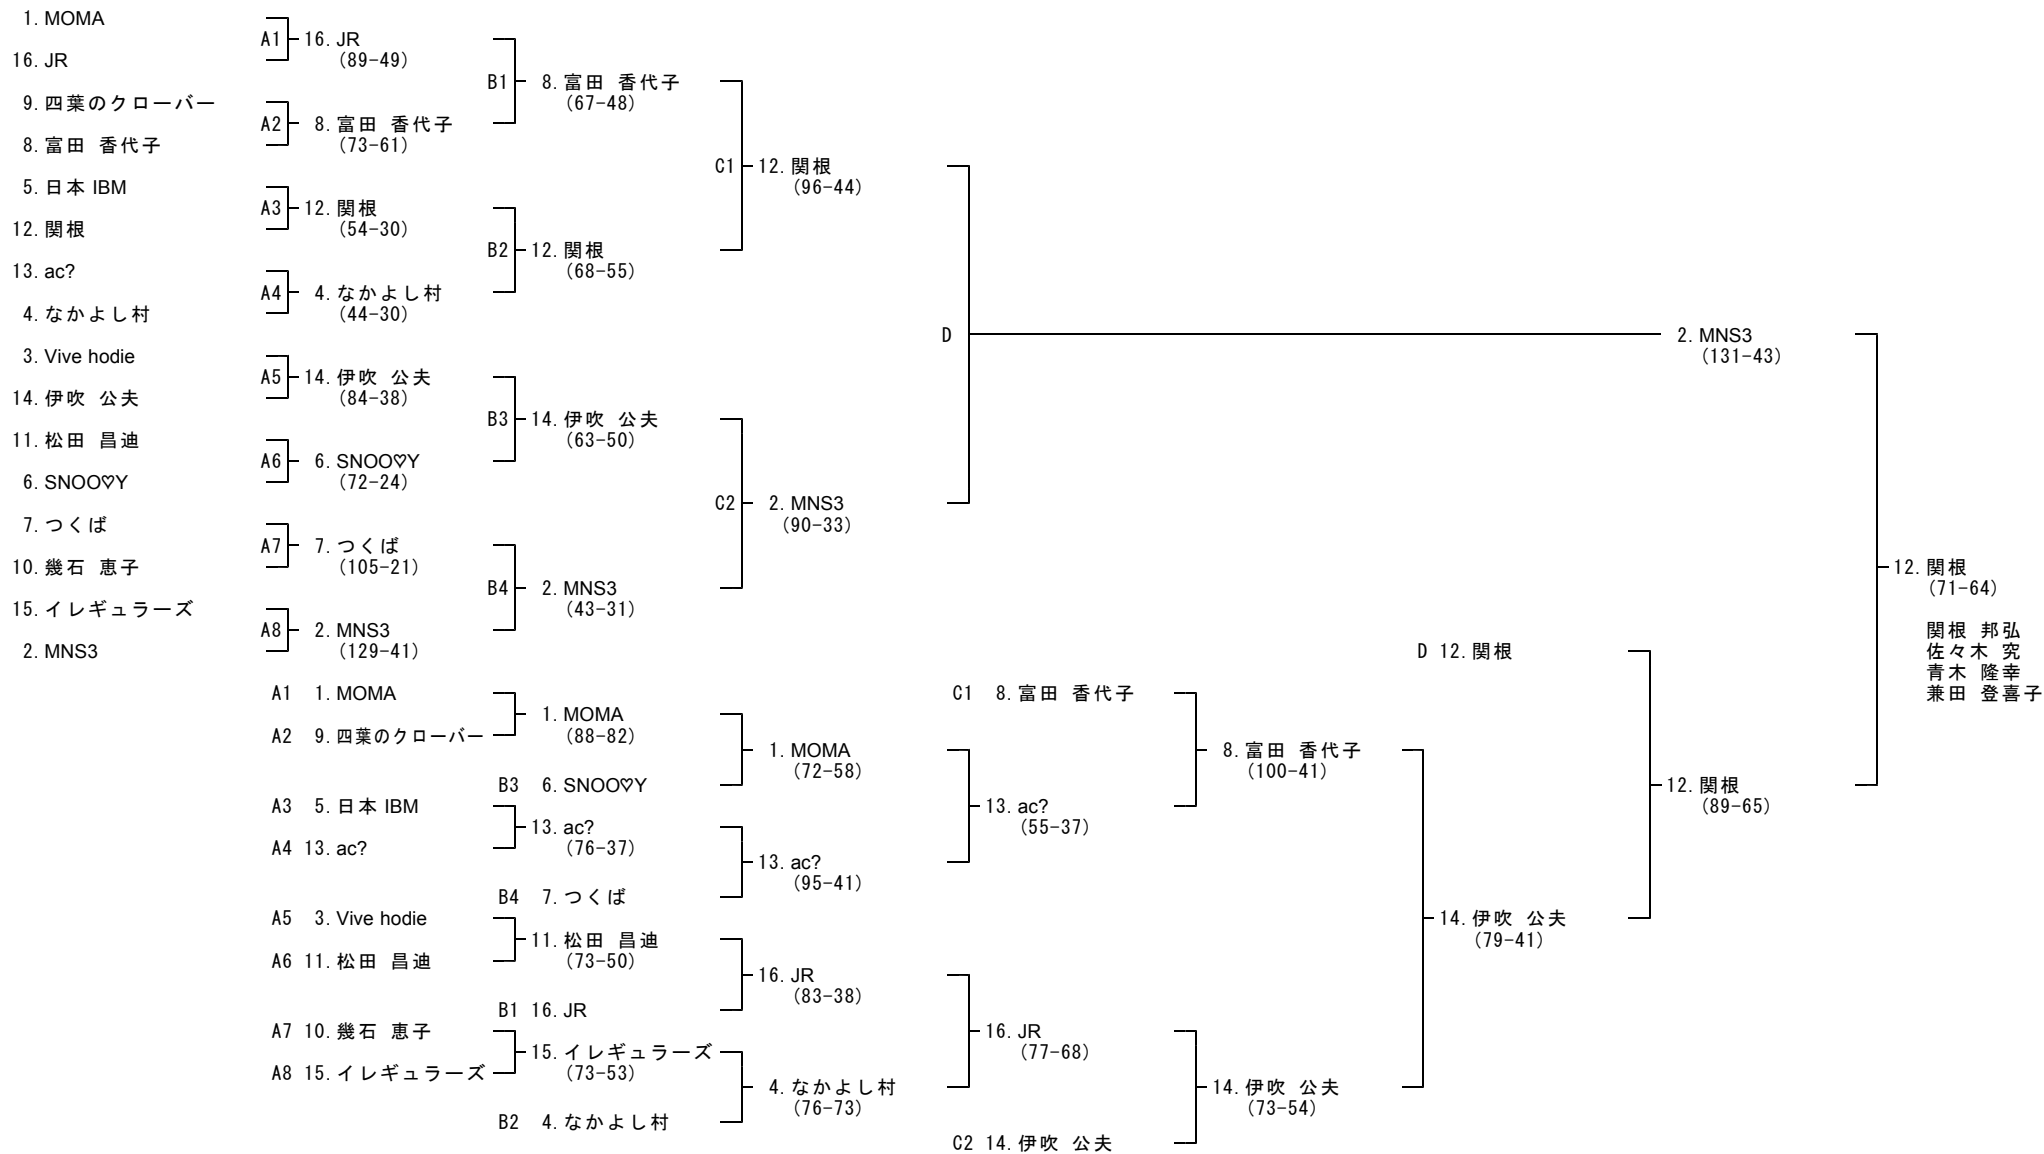 1. MOMA
16. JR
9. 四葉のクローバー
8. 富田 香代子
5. 日本 IBM
12. 関根
13. ac?
4. なかよし村
3. Vive hodie
14. 伊吹 公夫
11. 松田 昌迪
6. SNOO♡Y
7. つくば
10. 幾石 恵子
15. イレギュラーズ
2. MNS3
A1 16. JR
(89-49)
A2 8. 富田 香代子
(73-61)
A3 12. 関根
(54-30)
A4 4. なかよし村
(44-30)
A5 14. 伊吹 公夫
(84-38)
A6 6. SNOO♡Y
(72-24)
A7 7. つくば
(105-21)
A8 2. MNS3
(129-41)
B1 8. 富田 香代子
(67-48)
B2 12. 関根
(68-55)
B3 14. 伊吹 公夫
(63-50)
B4 2. MNS3
(43-31)
C1 12. 関根
(96-44)
C2 2. MNS3
(90-33)
D 2. MNS3
(131-43)
A1 1. MOMA
A2 9. 四葉のクローバー
A3 5. 日本 IBM
A4 13. ac?
A5 3. Vive hodie
A6 11. 松田 昌迪
A7 10. 幾石 恵子
A8 15. イレギュラーズ
1. MOMA
(88-82)
B3 6. SNOO♡Y
13. ac?
(76-37)
B4 7. つくば
11. 松田 昌迪
(73-50)
B1 16. JR
15. イレギュラーズ
(73-53)
B2 4. なかよし村
1. MOMA
(72-58)
13. ac?
(95-41)
16. JR
(83-38)
4. なかよし村
(76-73)
C1 8. 富田 香代子
13. ac?
(55-37)
16. JR
(77-68)
C2 14. 伊吹 公夫
8. 富田 香代子
(100-41)
14. 伊吹 公夫
(73-54)
D 12. 関根
14. 伊吹 公夫
(79-41)
12. 関根
(89-65)
12. 関根
(71-64)
関根 邦弘
佐々木 究
青木 隆幸
兼田 登喜子